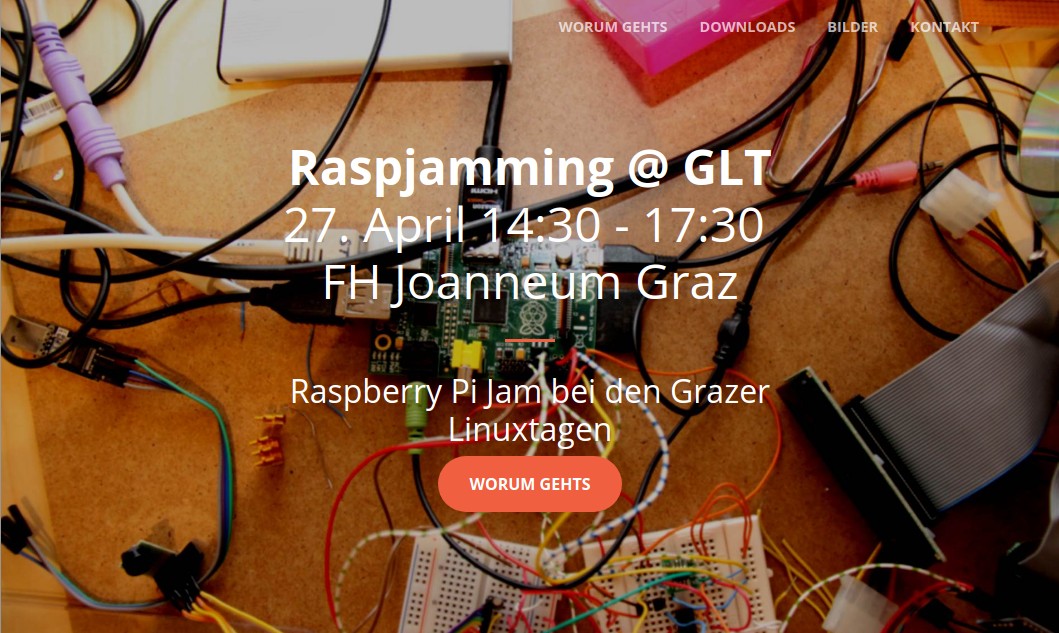 WORUM GEHTS DOWNLOADS BILDER KONTAKT
Raspjamming @ GLT
27. April 14:30 - 17:30
FH Joanneum Graz
Raspberry Pi Jam bei den Grazer
Linuxtagen
WORUM GEHTS